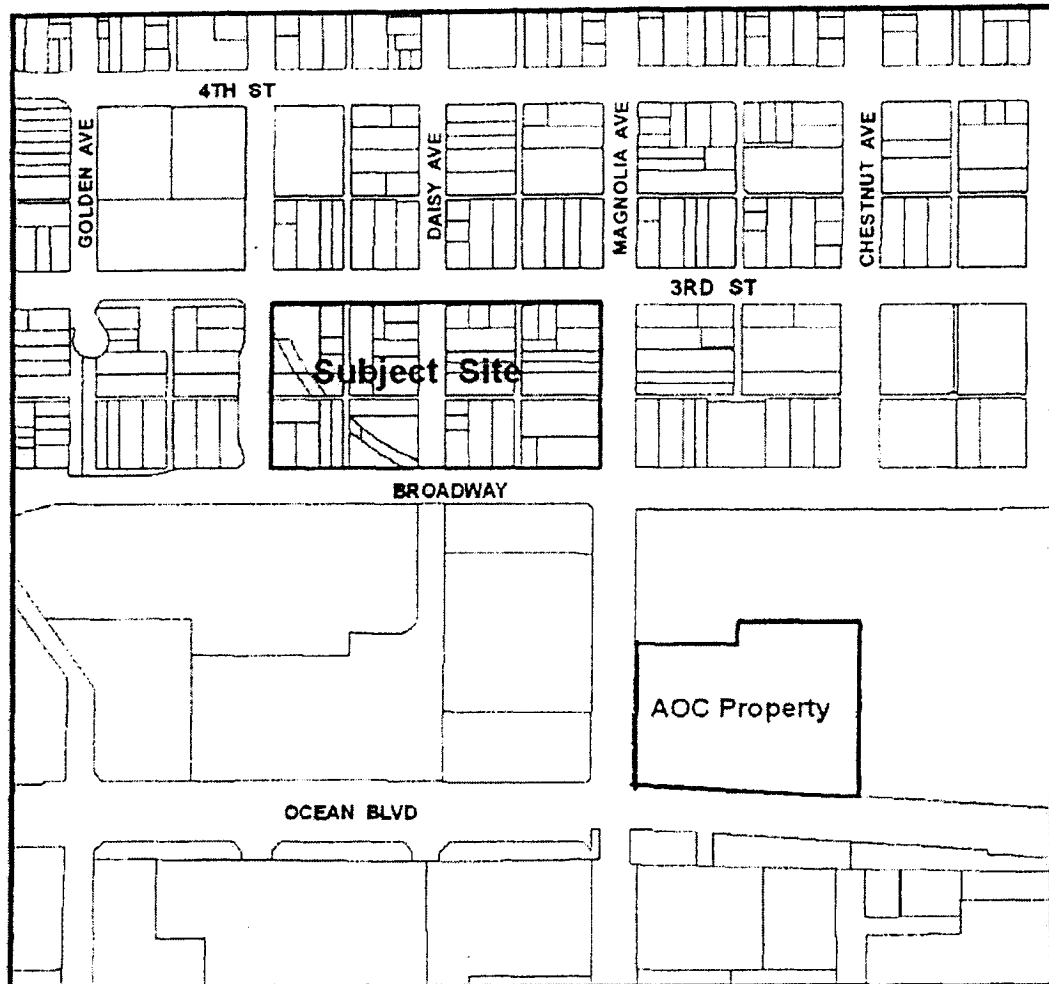 4TH ST
GOLDEN AVE
DAISY AVE
MAGNOLIA AVE
CHESTNUT AVE
3RD ST
Subject Site
BROADWAY
AOC Property
OCEAN BLVD